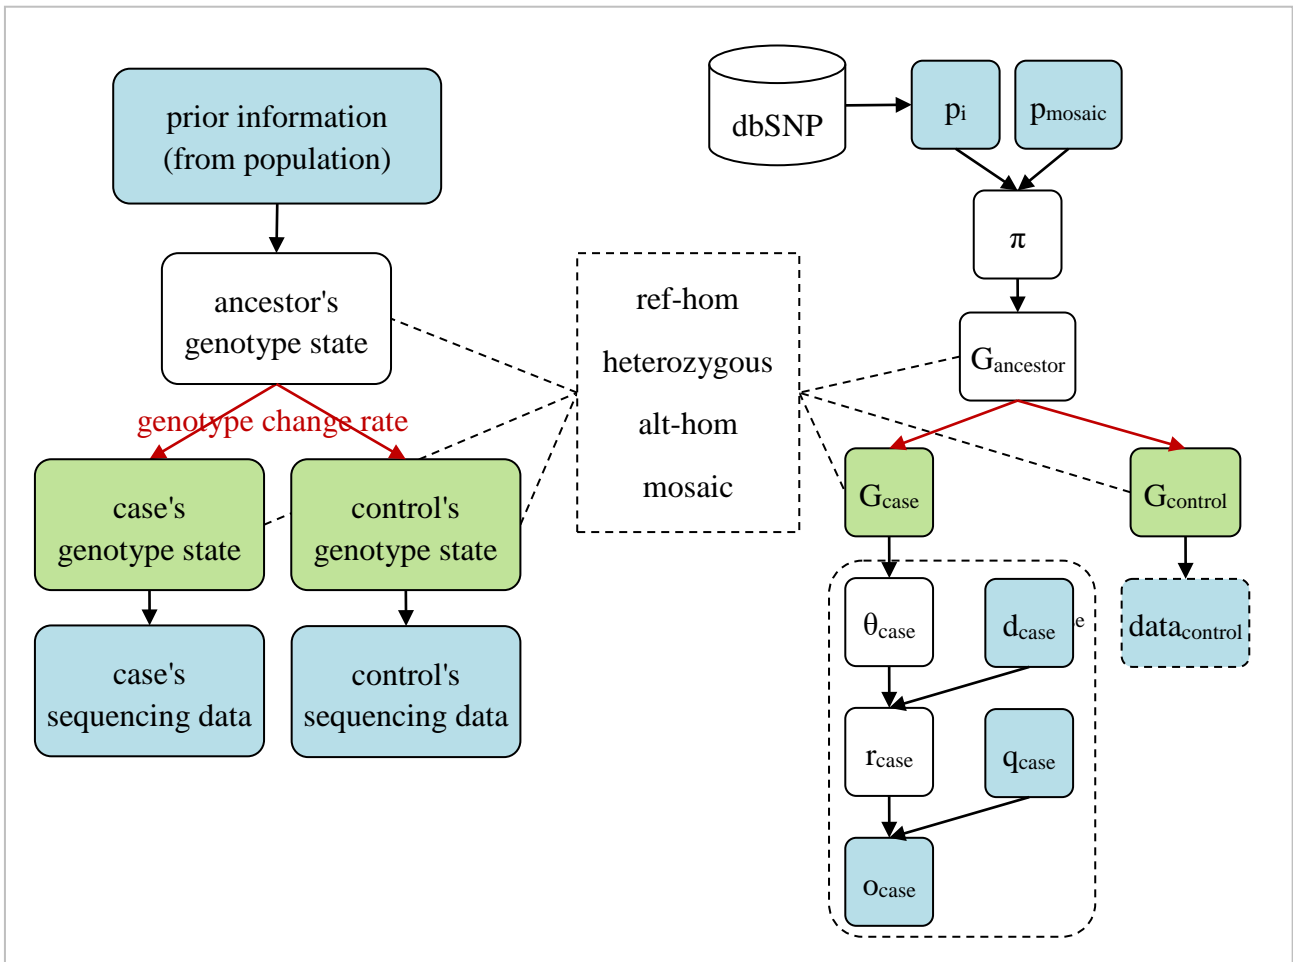 prior information
(from population)
ancestor's
genotype state
genotype change rate
case's
genotype state
control's
genotype state
case's
sequencing data
control's
sequencing data
ref-hom
heterozygous
alt-hom
mosaic
dbSNP
pi
pmosaic
π
Gancestor
Gcase
Gcontrol
θcase
dcase
e
datacontrol
rcase
qcase
ocase